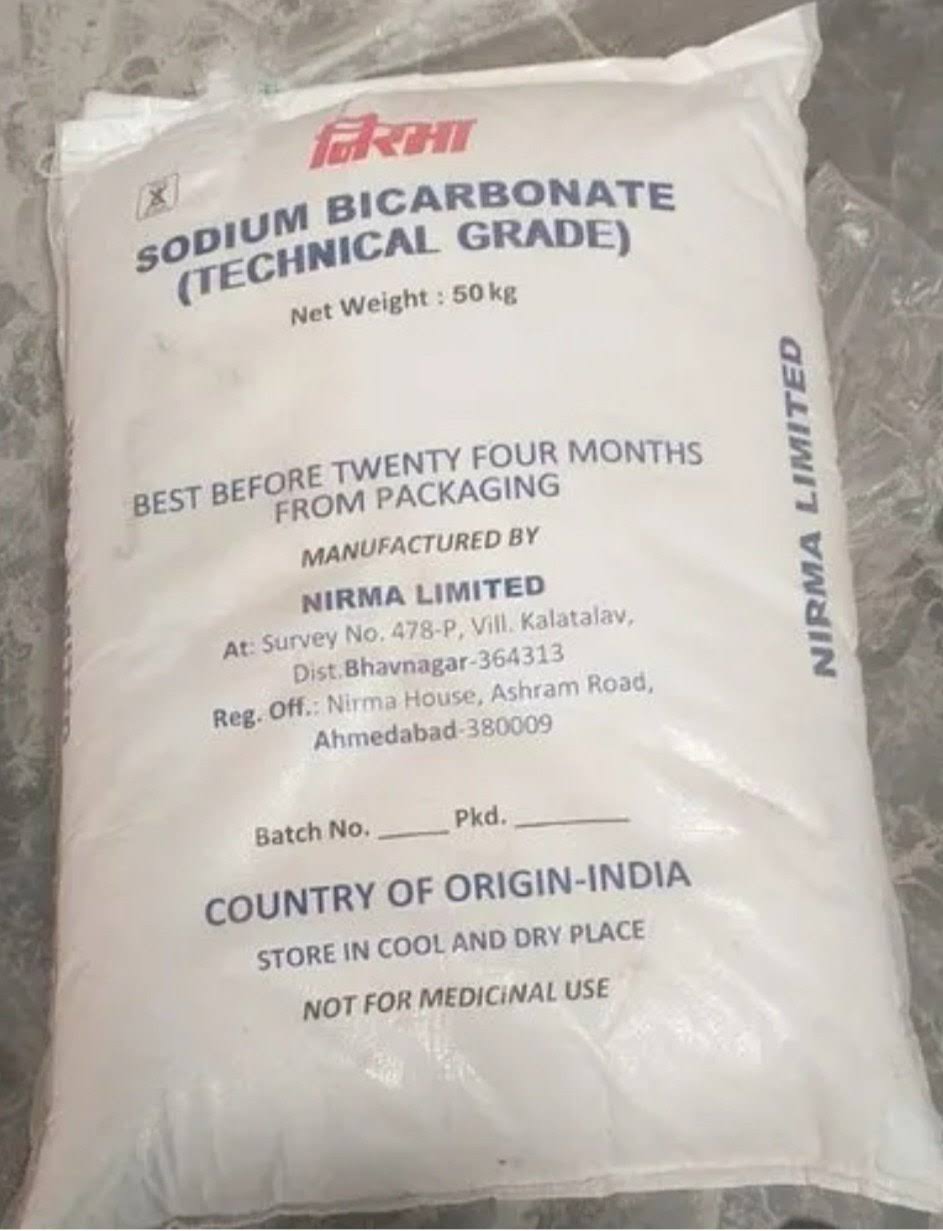 निरमा
SODIUM BICARBONATE
(TECHNICAL GRADE)
Net Weight : 50 kg
BEST BEFORE TWENTY FOUR MONTHS
FROM PACKAGING
MANUFACTURED BY
NIRMA LIMITED
At: Survey No. 478-P, Vill. Kalatalav,
Dist.Bhavnagar-364313
Reg. Off.: Nirma House, Ashram Road,
Ahmedabad-380009
Batch No. ______ Pkd. __________
COUNTRY OF ORIGIN-INDIA
STORE IN COOL AND DRY PLACE
NOT FOR MEDICINAL USE
NIRMA LIMITED